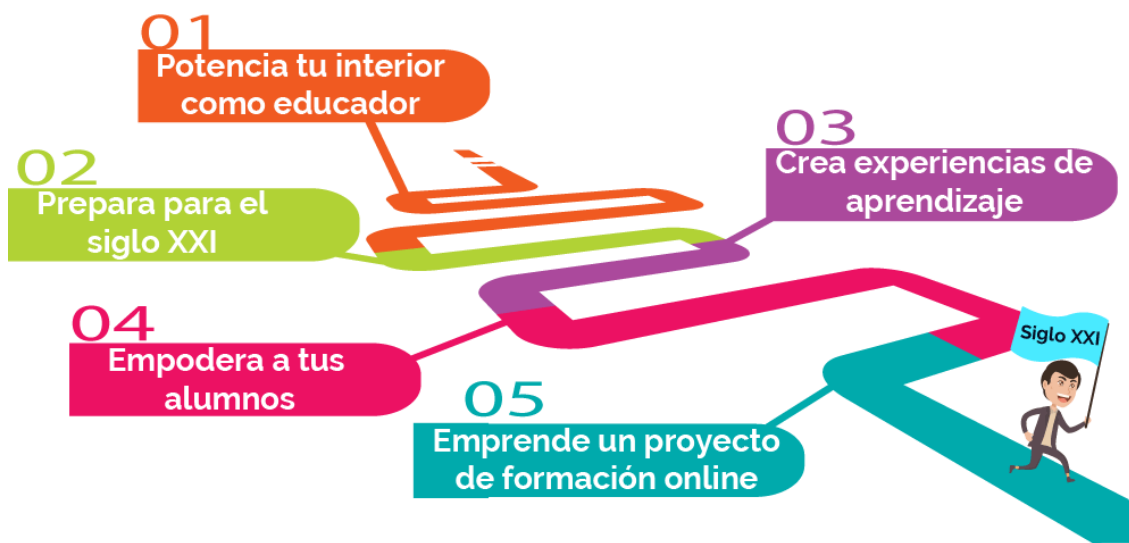 01
Potencia tu interior
como educador
02
Prepara para el
siglo XXI
03
Crea experiencias de
aprendizaje
04
Empodera a tus
alumnos
05
Emprende un proyecto
de formación online
Siglo XXI